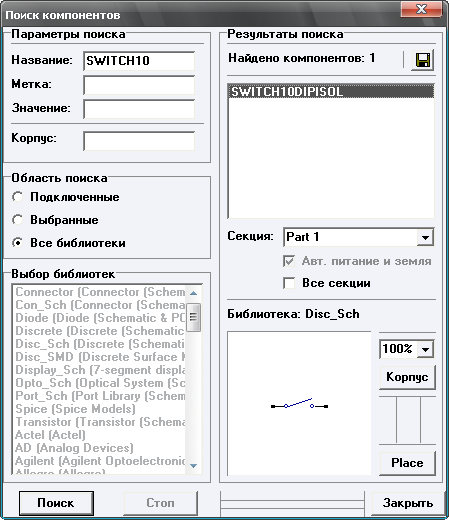 Поиск компонентов
Параметры поиска
Название: SWITCH10
Метка:
Значение:
Корпус:
Область поиска
Подключенные
Выбранные
Все библиотеки
Выбор библиотек
Connector (Connector (Schem
Con_Sch (Connector (Schema
Diode (Diode (Schematic & PC
Discrete (Discrete (Schematic
Disc_Sch (Discrete (Schemati
Disc_SMD (Discrete Surface M
Display_Sch (7-segment displa
Opto_Sch (Optical System (Sc
Port_Sch (Port Library (Schem
Spice (Spice Models)
Transistor (Transistor (Schema
Actel (Actel)
AD (Analog Devices)
Agilent (Agilent Optoelectronic
Allegro (Allegro)
Поиск
Стоп
Результаты поиска
Найдено компонентов: 1
SWITCH10DIPISOL
Секция: Part 1
Авт. питание и земля
Все секции
Библиотека: Disc_Sch
100%
Корпус
Place
Закрыть